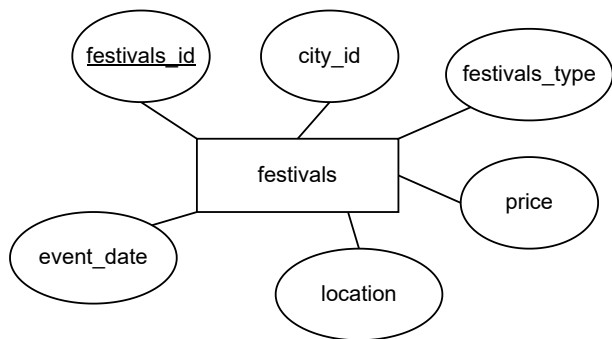 festivals_id
city_id
festivals_type
festivals
price
event_date
location